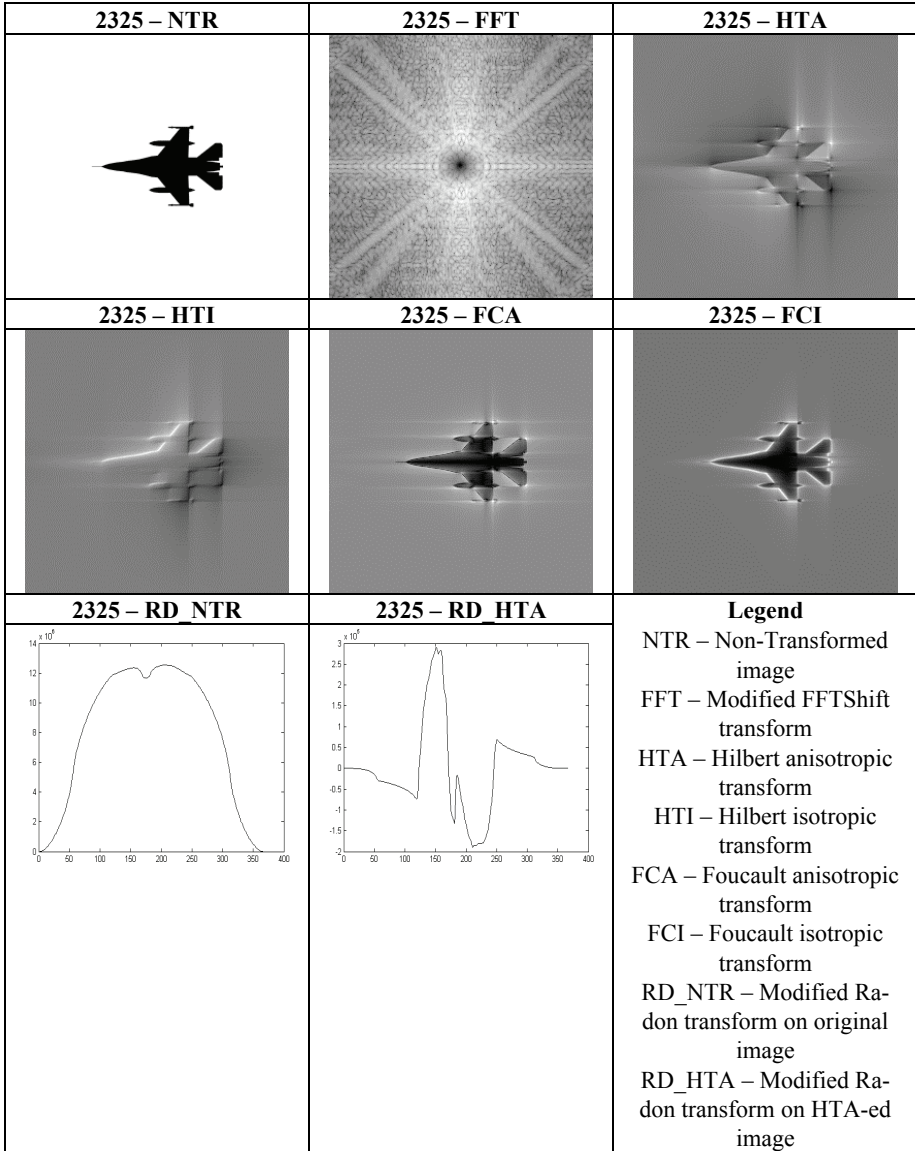 2325 – NTR
2325 – FFT
2325 – HTA
2325 – HTI
2325 – FCA
2325 – FCI
2325 – RD_NTR
x 10^6
14
12
10
8
6
4
2
0
0 50 100 150 200 250 300 350 400
2325 – RD_HTA
x 10^6
3
2.5
2
1.5
1
0.5
0
-0.5
-1
-1.5
-2
0 50 100 150 200 250 300 350 400
Legend
NTR – Non-Transformed
image
FFT – Modified FFTShift
transform
HTA – Hilbert anisotropic
transform
HTI – Hilbert isotropic
transform
FCA – Foucault anisotropic
transform
FCI – Foucault isotropic
transform
RD_NTR – Modified Ra-
don transform on original
image
RD_HTA – Modified Ra-
don transform on HTA-ed
image